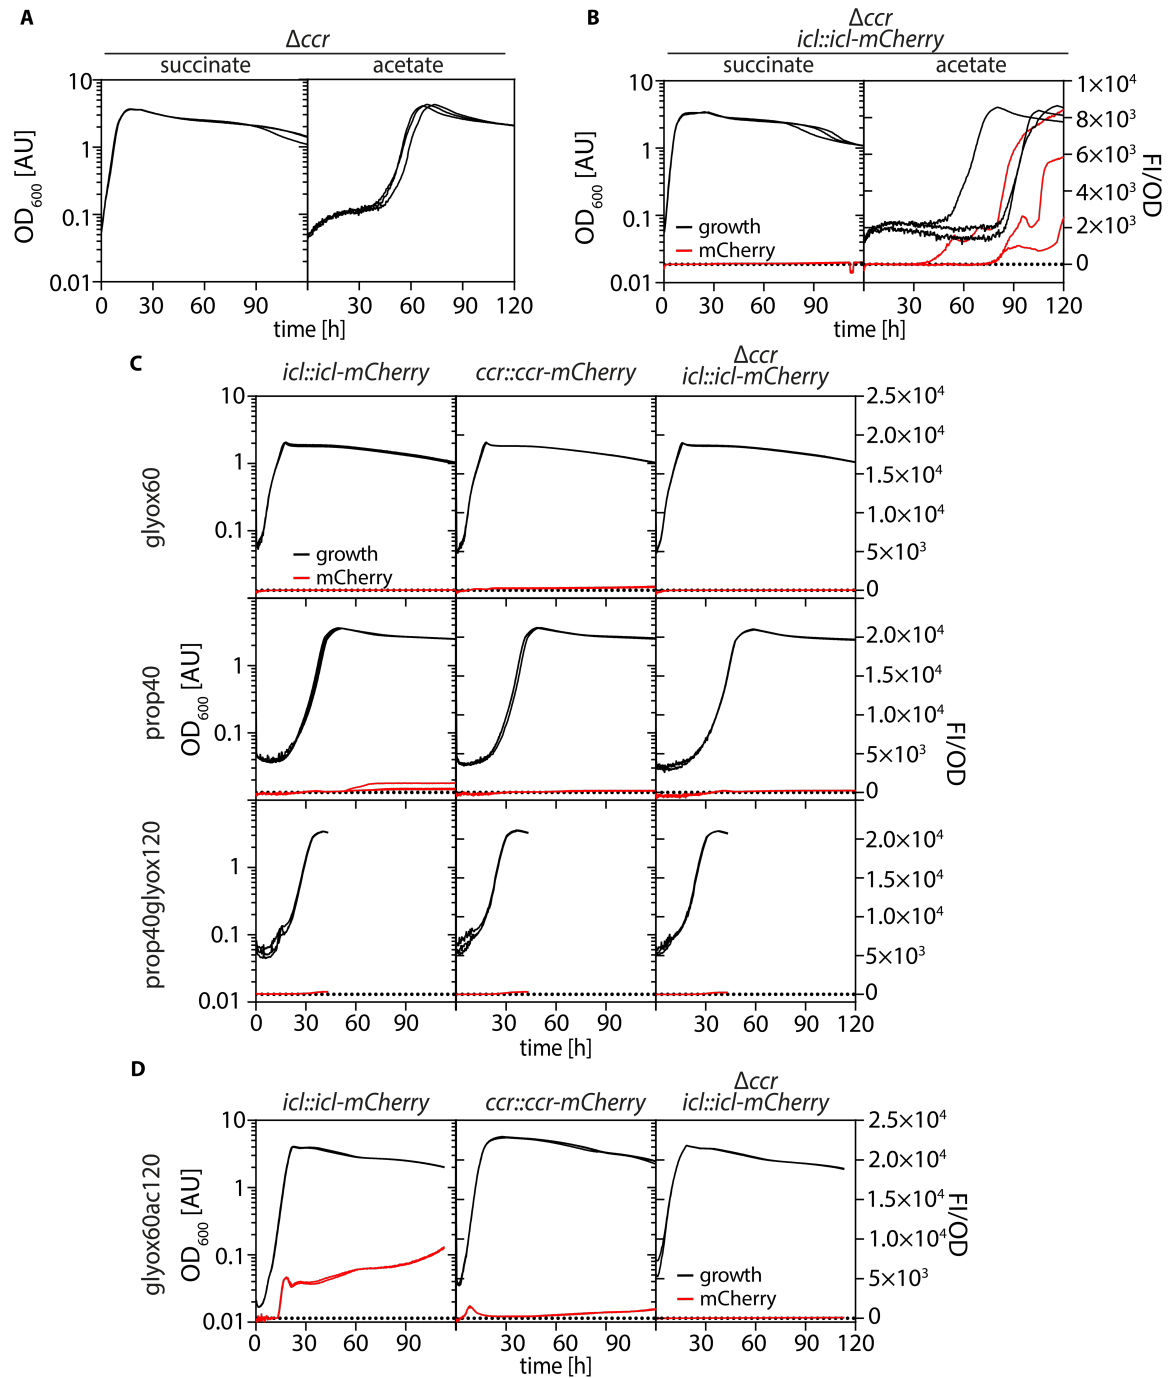 A
Δccr
succinate
acetate
10
1
0.1
0.01
OD600 [AU]
0
30
60
90
0
30
60
90
120
time [h]
B
Δccr
icl::icl-mCherry
succinate
acetate
10
1
0.1
0.01
OD600 [AU]
growth
mCherry
1×10⁴
8×10³
6×10³
4×10³
2×10³
0
FI/OD
0
30
60
90
30
60
90
120
time [h]
C
icl::icl-mCherry
ccr::ccr-mCherry
Δccr
icl::icl-mCherry
glyox60
10
1
0.1
growth
mCherry
2.5×10⁴
2.0×10⁴
1.5×10⁴
1.0×10⁴
5×10³
0
prop40
OD600 [AU]
1
0.1
2.0×10⁴
1.5×10⁴
1.0×10⁴
5×10³
0
FI/OD
prop40glyox120
1
0.1
0.01
2.0×10⁴
1.5×10⁴
1.0×10⁴
5×10³
0
0
30
60
90
30
60
90
30
60
90
120
time [h]
D
icl::icl-mCherry
ccr::ccr-mCherry
Δccr
icl::icl-mCherry
glyox60ac120
OD600 [AU]
10
1
0.1
0.01
growth
mCherry
2.5×10⁴
2.0×10⁴
1.5×10⁴
1.0×10⁴
5×10³
0
FI/OD
0
30
60
90
30
60
90
30
60
90
120
time [h]